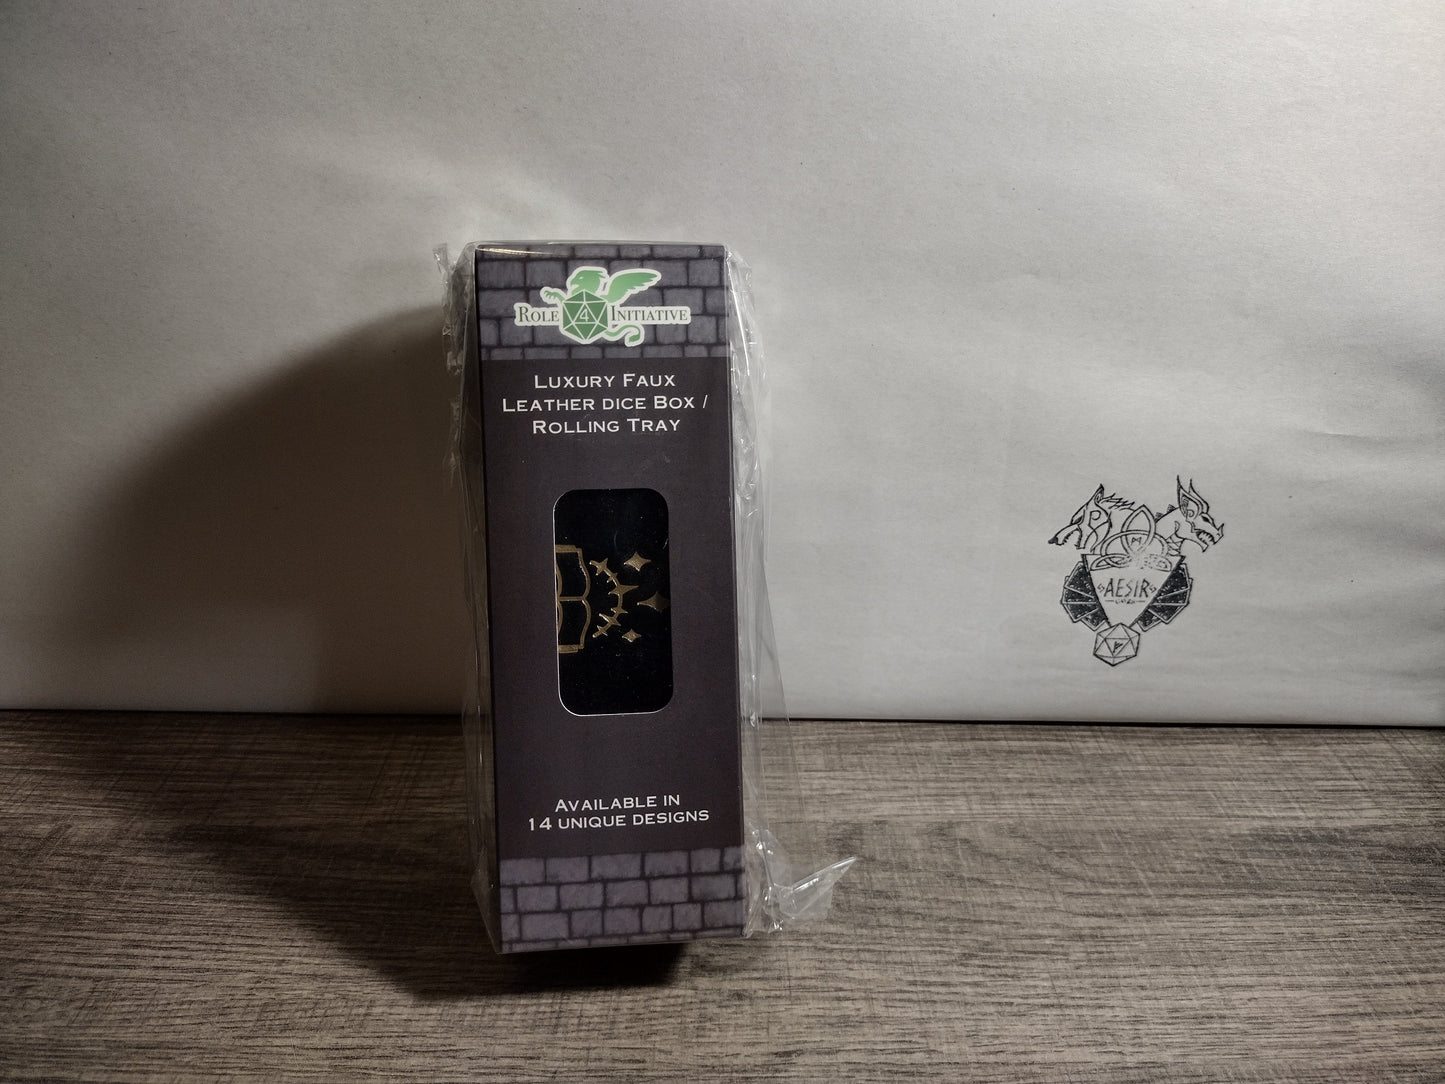 Role 4 Initiative
Luxury Faux
Leather dice Box /
Rolling Tray
Available in
14 unique designs
AESIR